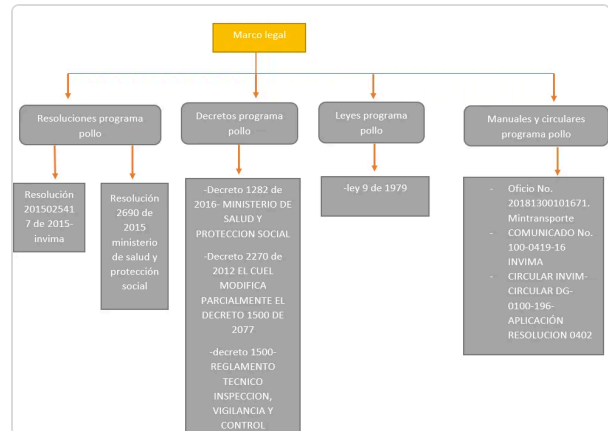 Marco legal
Resoluciones programa
pollo
Decretos programa
pollo
Leyes programa
pollo
Manuales y circulares
programa pollo
Resolución
201502541
7 de 2015-
invima
Resolución
2690 de
2015
ministerio
de salud y
protección
social
-Decreto 1282 de
2016- MINISTERIO DE
SALUD Y
PROTECCION SOCIAL
-Decreto 2270 de
2012 EL CUEL
MODIFICA
PARCIALMENTE EL
DECRETO 1500 DE
2077
-decreto 1500-
REGLAMENTO
TECNICO
INSPECCION,
VIGILANCIA Y
CONTROL
-ley 9 de 1979
- Oficio No.
20181300101671.
Mintransporte
- COMUNICADO No.
100-0419-16
INVIMA
- CIRCULAR INVIM-
CIRCULAR DG-
0100-196-
APLICACIÓN
RESOLUCION 0402